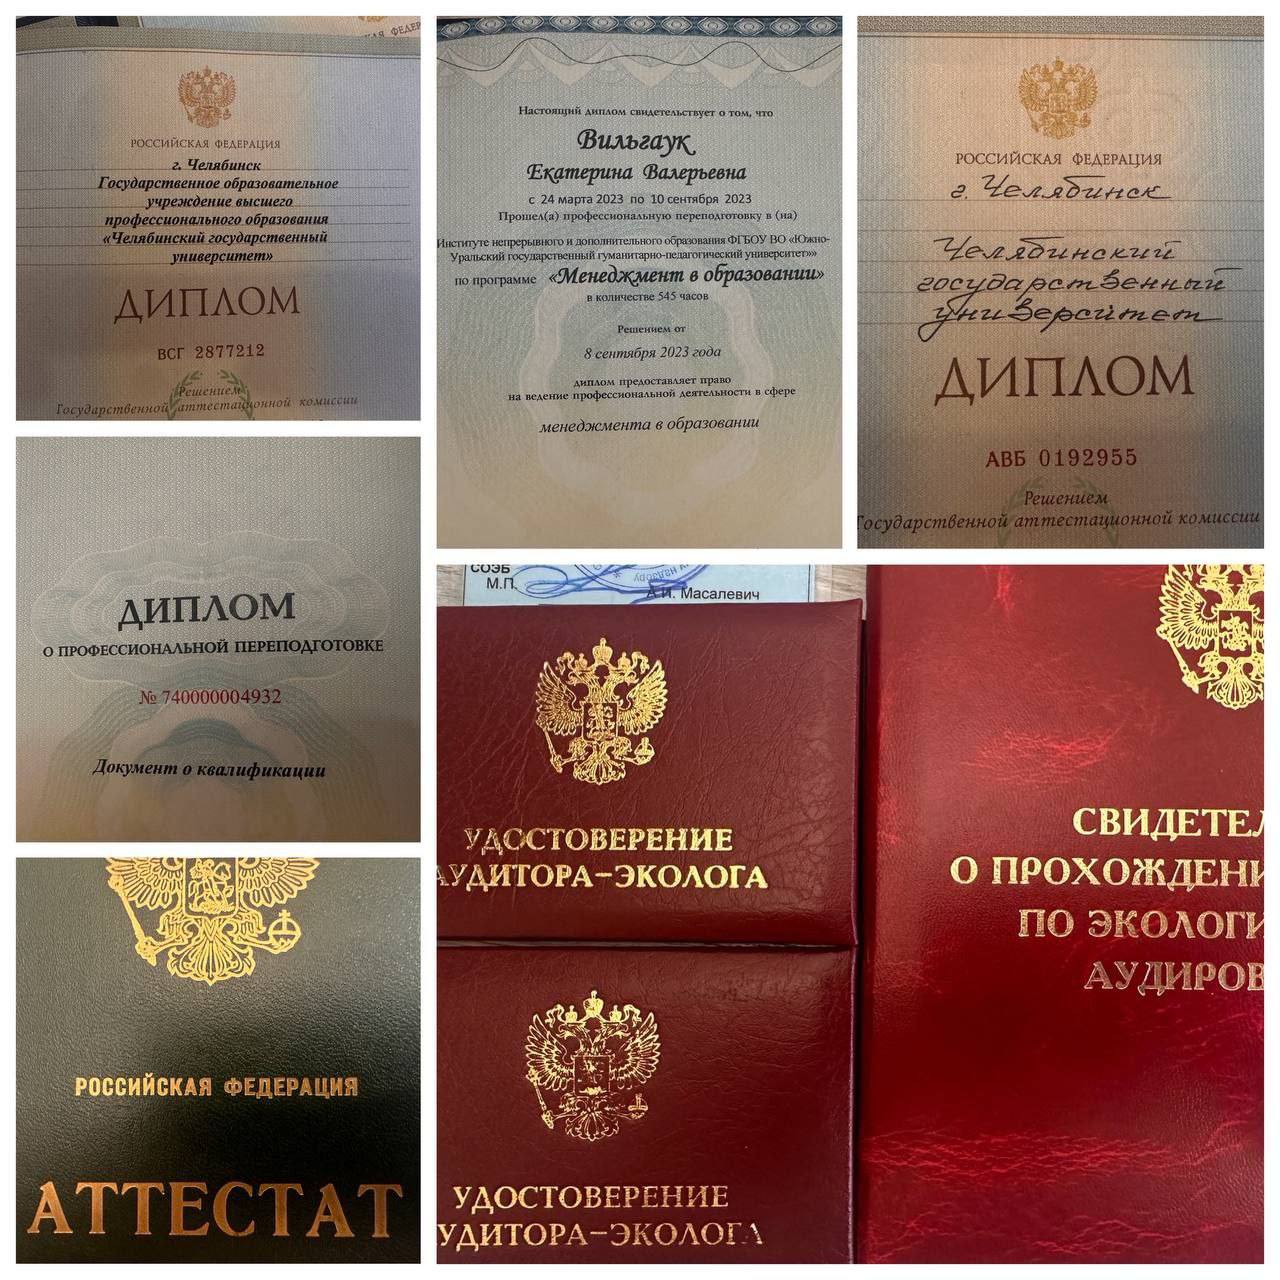 РОССИЙСКАЯ ФЕДЕРАЦИЯ
г. Челябинск
Государственное образовательное
учреждение высшего
профессионального образования
«Челябинский государственный
университет»
ДИПЛОМ
ВСГ 2877212
Решением
Государственной аттестационной комиссии
Настоящий диплом свидетельствует о том, что
Вильгаук
Екатерина Валерьевна
с 24 марта 2023 по 10 сентября 2023
Прошел(а) профессиональную переподготовку в (на)
Институте непрерывного и дополнительного образования ФГБОУ ВО «Южно-
Уральский государственный гуманитарно-педагогический университет»»
по программе «Менеджмент в образовании»
в количестве 545 часов
Решением от
8 сентября 2023 года
диплом предоставляет право
на ведение профессиональной деятельности в сфере
менеджмента в образовании
РОССИЙСКАЯ ФЕДЕРАЦИЯ
г. Челябинск
Челябинский
государственный
университет
ДИПЛОМ
АВБ 0192955
Решением
Государственной аттестационной комиссии
ДИПЛОМ
О ПРОФЕССИОНАЛЬНОЙ ПЕРЕПОДГОТОВКЕ
№ 740000004932
Документ о квалификации
РОССИЙСКАЯ ФЕДЕРАЦИЯ
АТТЕСТАТ
СОЭБ
М.П.
А.И. Масалевич
УДОСТОВЕРЕНИЕ
АУДИТОРА-ЭКОЛОГА
УДОСТОВЕРЕНИЕ
УДИТОРА-ЭКОЛОГА
СВИДЕТЕЛ
О ПРОХОЖДЕНИ
ПО ЭКОЛОГИ
АУДИРОВ